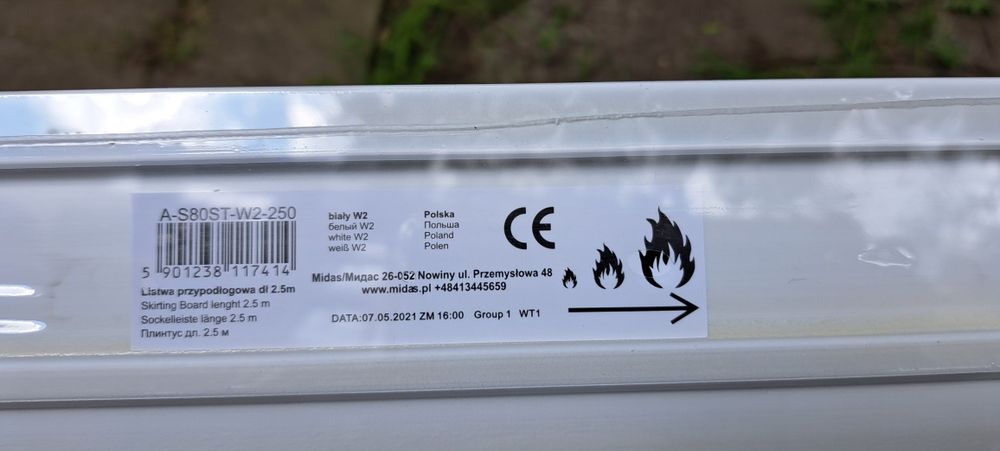 A-S80ST-W2-250
5 901238 117414
Listwa przypodłogowa dł 2.5m
Skirting Board lenght 2.5 m
Sockelleiste länge 2.5 m
Плинтус дл. 2.5 м
biały W2
белый W2
white W2
weiß W2
Polska
Польша
Poland
Polen
CE
Midas/Мидас 26-052 Nowiny ul. Przemysłowa 48
www.midas.pl +48413445659
DATA:07.05.2021 ZM 16:00 Group 1 WT1